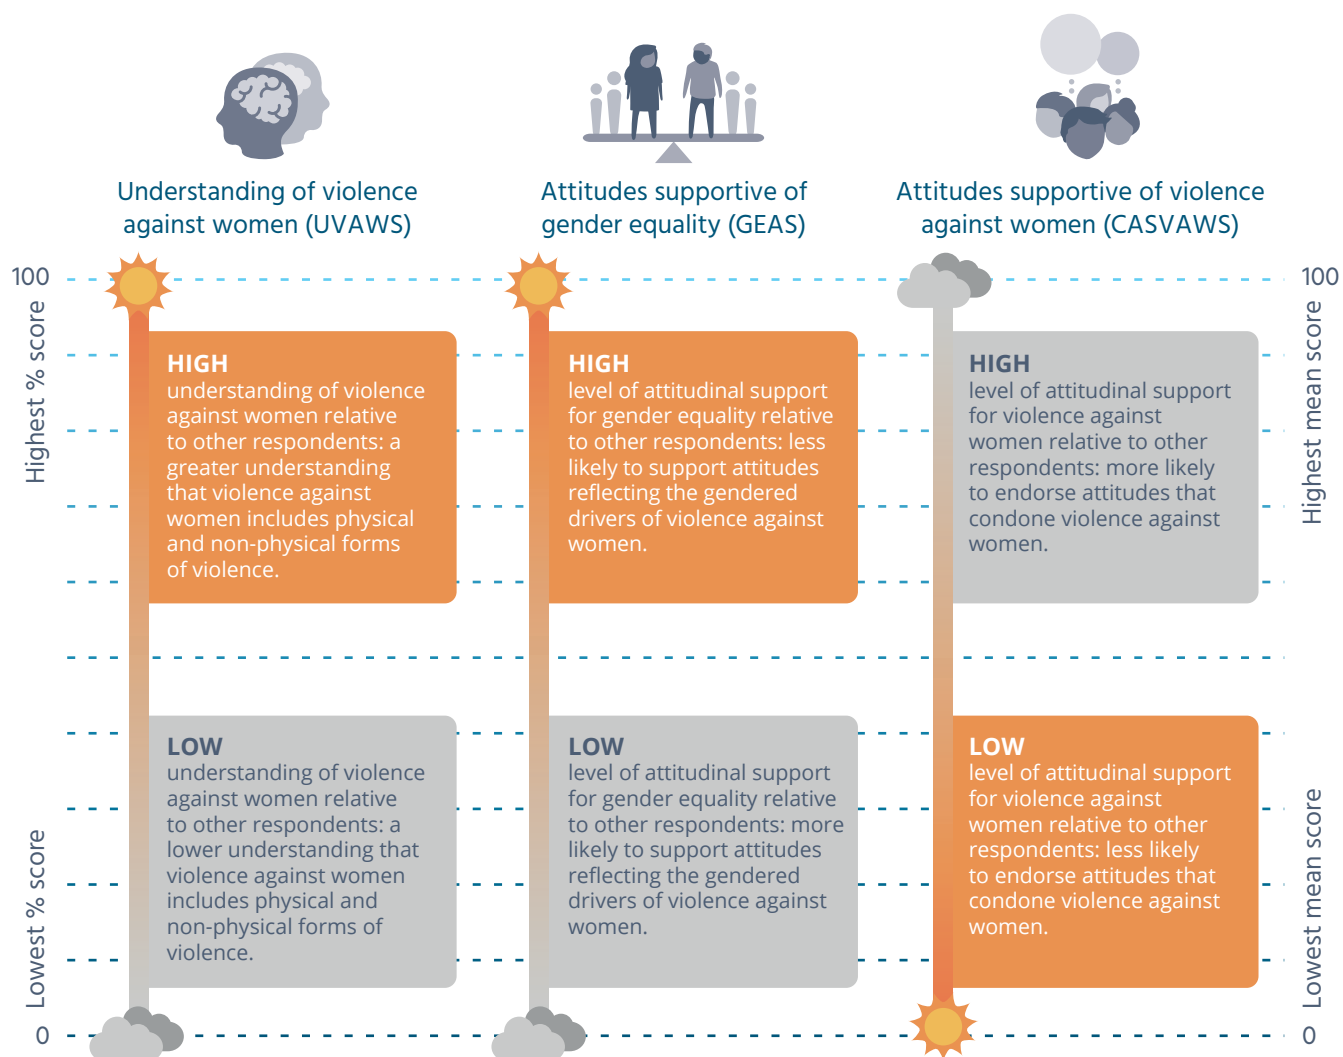 Understanding of violence
against women (UVAWS)
Attitudes supportive of
gender equality (GEAS)
Attitudes supportive of violence
against women (CASVAWS)
100
Highest % score
Lowest % score
0
HIGH
understanding of violence
against women relative
to other respondents: a
greater understanding
that violence against
women includes physical
and non-physical forms
of violence.
LOW
understanding of violence
against women relative
to other respondents: a
lower understanding that
violence against women
includes physical and
non-physical forms of
violence.
HIGH
level of attitudinal support
for gender equality relative
to other respondents: less
likely to support attitudes
reflecting the gendered
drivers of violence against
women.
LOW
level of attitudinal support
for gender equality relative
to other respondents: more
likely to support attitudes
reflecting the gendered
drivers of violence against
women.
HIGH
level of attitudinal support
for violence against
women relative to other
respondents: more likely
to endorse attitudes that
condone violence against
women.
LOW
level of attitudinal support
for violence against
women relative to other
respondents: less likely
to endorse attitudes that
condone violence against
women.
100
Highest mean score
Lowest mean score
0